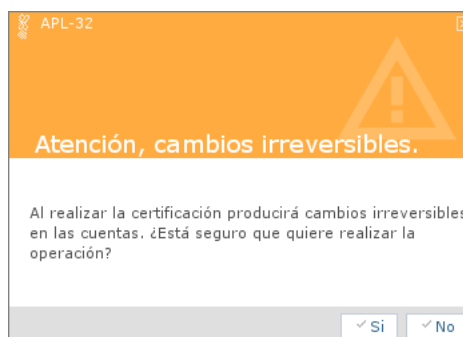 APL-32
Atención, cambios irreversibles.
Al realizar la certificación producirá cambios irreversibles
en las cuentas. ¿Está seguro que quiere realizar la
operación?
Si No